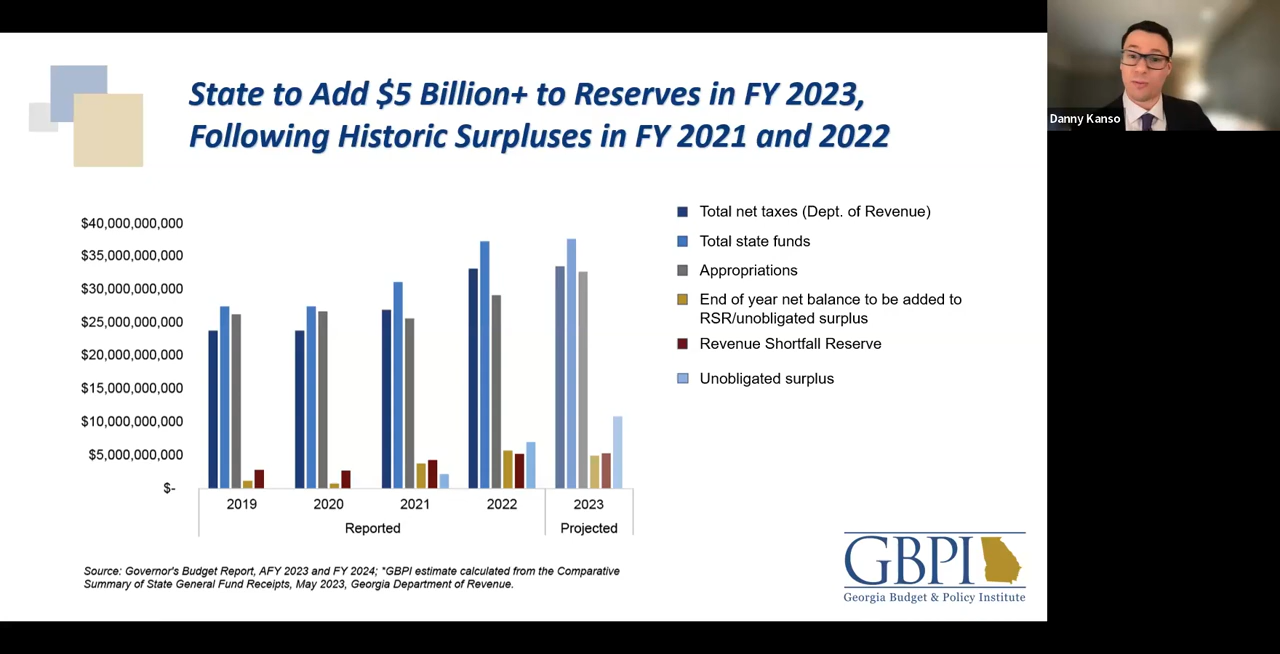 State to Add $5 Billion+ to Reserves in FY 2023,
Following Historic Surpluses in FY 2021 and 2022
Danny Kanso
$40,000,000,000
$35,000,000,000
$30,000,000,000
$25,000,000,000
$20,000,000,000
$15,000,000,000
$10,000,000,000
$5,000,000,000
$-
2019
2020
2021
2022
2023
Reported
Projected
Total net taxes (Dept. of Revenue)
Total state funds
Appropriations
End of year net balance to be added to
RSR/unobligated surplus
Revenue Shortfall Reserve
Unobligated surplus
Source: Governor's Budget Report, AFY 2023 and FY 2024; *GBPI estimate calculated from the Comparative
Summary of State General Fund Receipts, May 2023, Georgia Department of Revenue.
GBPI
Georgia Budget & Policy Institute